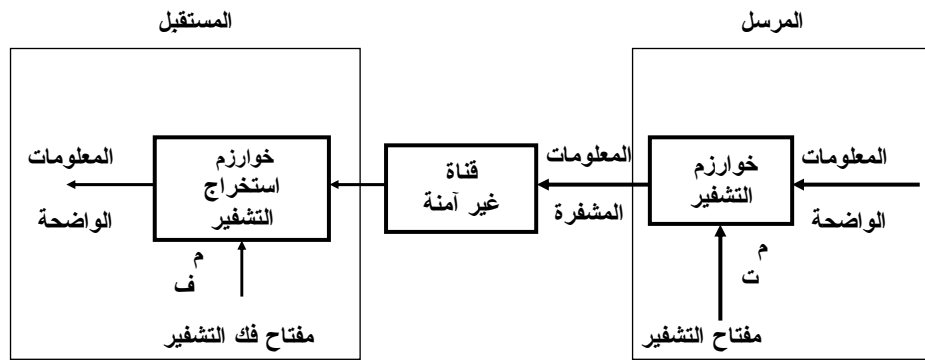 المرسل
المستقبل
المعلومات
الواضحة
خوارزم
التشفير
م
ت
مفتاح التشفير
المعلومات
المشفرة
قناة
غير آمنة
خوارزم
استخراج
التشفير
م
ف
مفتاح فك التشفير
المعلومات
الواضحة